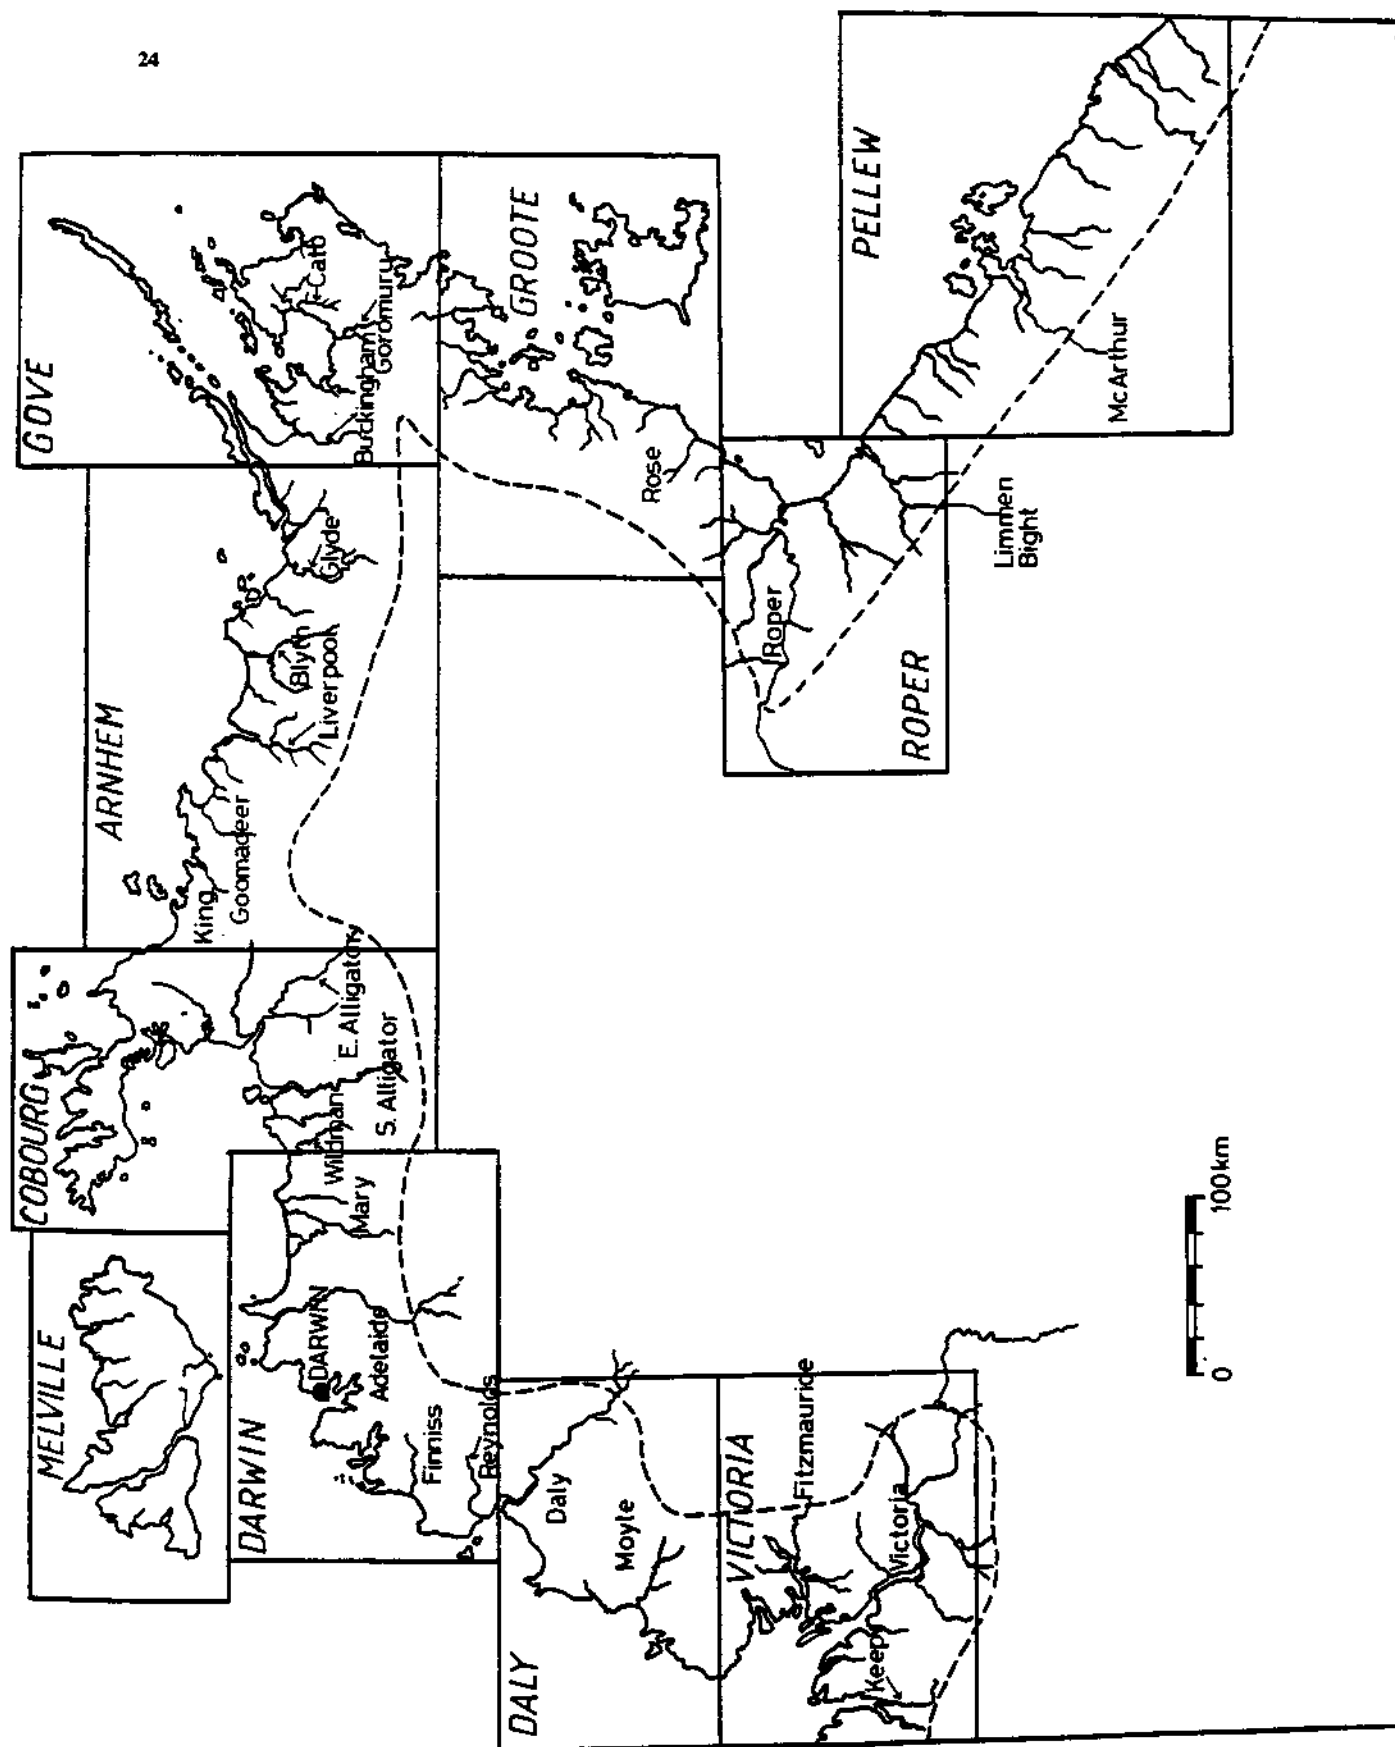 24
MELVILLE
COBOURG
GOVE
ARNHEM
DARWIN
GROOTE
PELLEW
ROPER
DALY
VICTORIA
Cato
Goromuru
Buckingham
Glyde
Blyth
Liverpool
Goomadeer
King
E. Alligator
S. Alligator
Wildman
Mary
DARWIN
Adelaide
Finniss
Reynolds
Daly
Moyle
Fitzmaurice
Victoria
Keep
Rose
Roper
Limmen
Bight
McArthur
0 100km